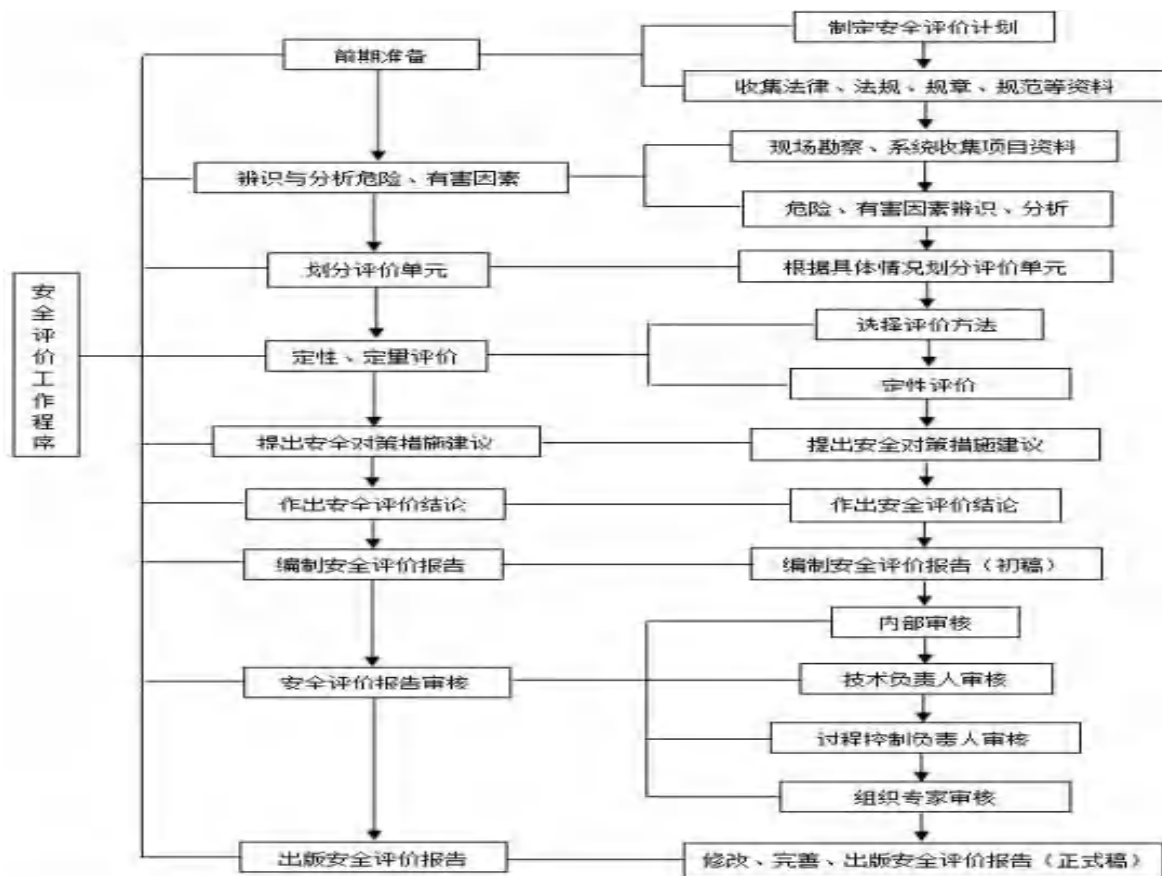 制定安全评价计划
前期准备
收集法律、法规、规章、规范等资料
现场勘察、系统收集项目资料
辨识与分析危险、有害因素
危险、有害因素辨识、分析
划分评价单元
根据具体情况划分评价单元
安全评价工作程序
选择评价方法
定性、定量评价
定性评价
提出安全对策措施建议
提出安全对策措施建议
作出安全评价结论
作出安全评价结论
编制安全评价报告
编制安全评价报告（初稿）
内部审核
安全评价报告审核
技术负责人审核
过程控制负责人审核
组织专家审核
出版安全评价报告
修改、完善、出版安全评价报告（正式稿）